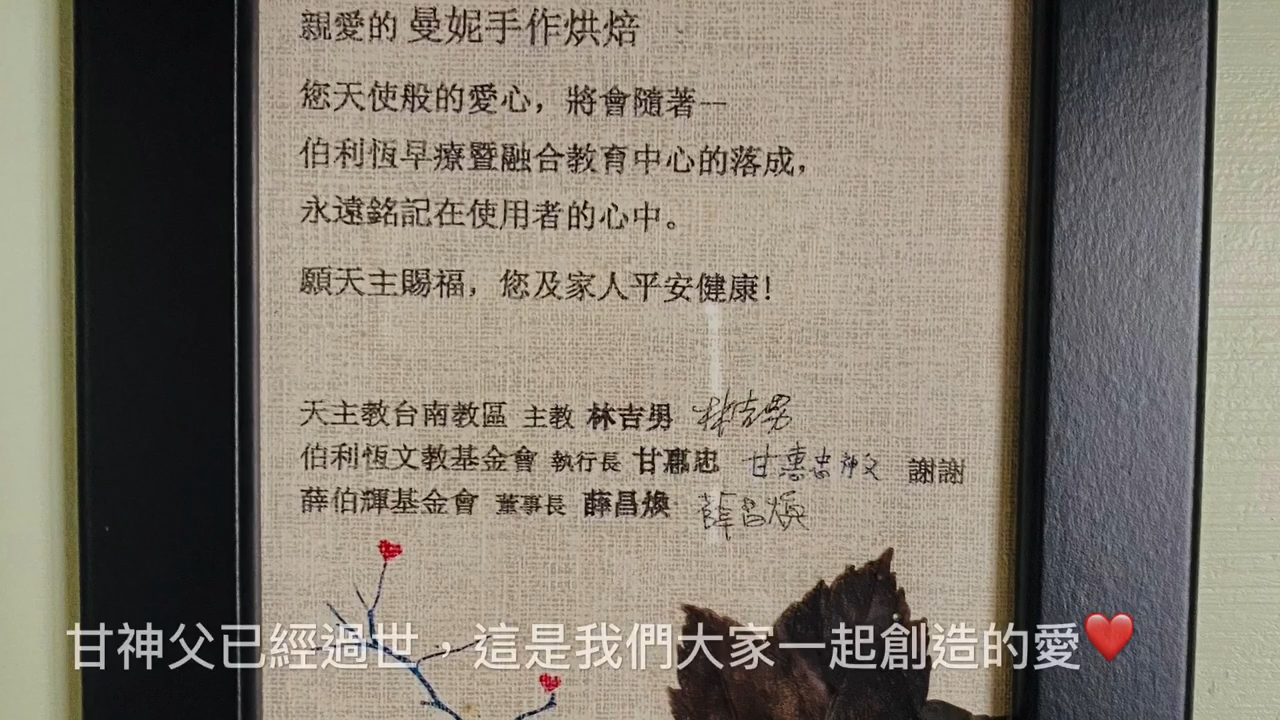 親愛的 曼妮手作烘焙
您天使般的愛心，將會隨著一
伯利恆早療暨融合教育中心的落成，
永遠銘記在使用者的心中。
願天主賜福，您及家人平安健康！
天主教台南教區 主教 林吉男 林吉男
伯利恆文教基金會 執行長 甘惠忠 甘惠忠神父 謝謝
薛伯輝基金會 董事長 薛昌煥 薛昌煥
甘神父已經過世，這是我們大家一起創造的愛❤️